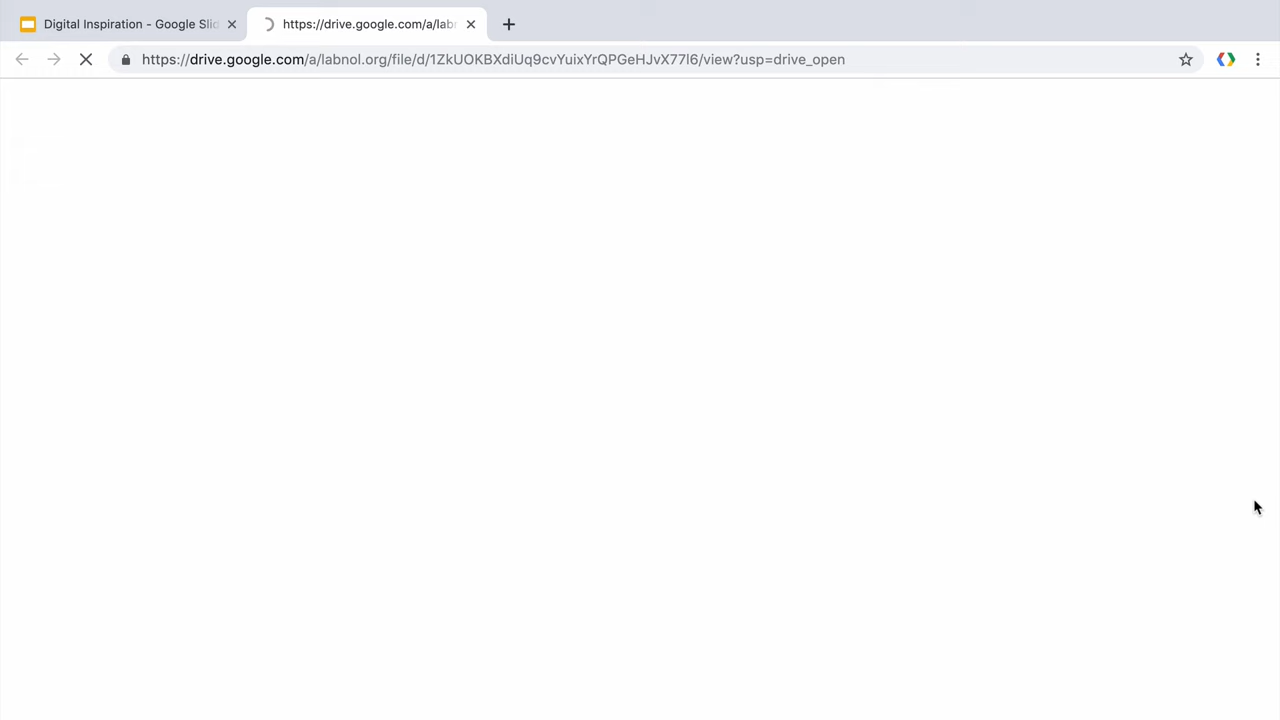 Digital Inspiration - Google Slid
https://drive.google.com/a/labn
https://drive.google.com/a/labnol.org/file/d/1ZkUOKBXdiUq9cvYuixYrQPGeHJvX77l6/view?usp=drive_open